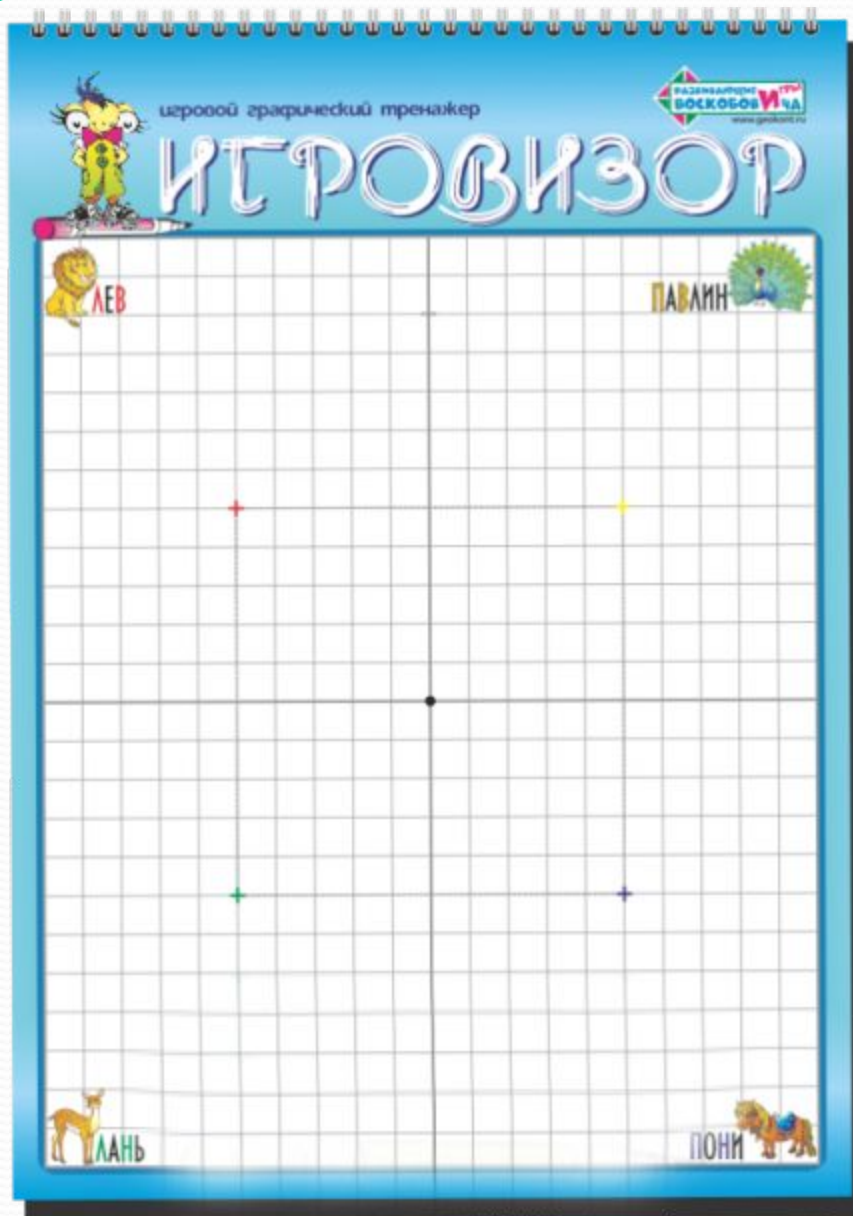 игровой графический тренажер
РАЗВИВАЮЩИЕ ИГРЫ
ВОСКОБОВИЧА
www.geokont.ru
ИГРОВИЗОР
ЛЕВ
ПАВЛИН
ЛАНЬ
ПОНИ